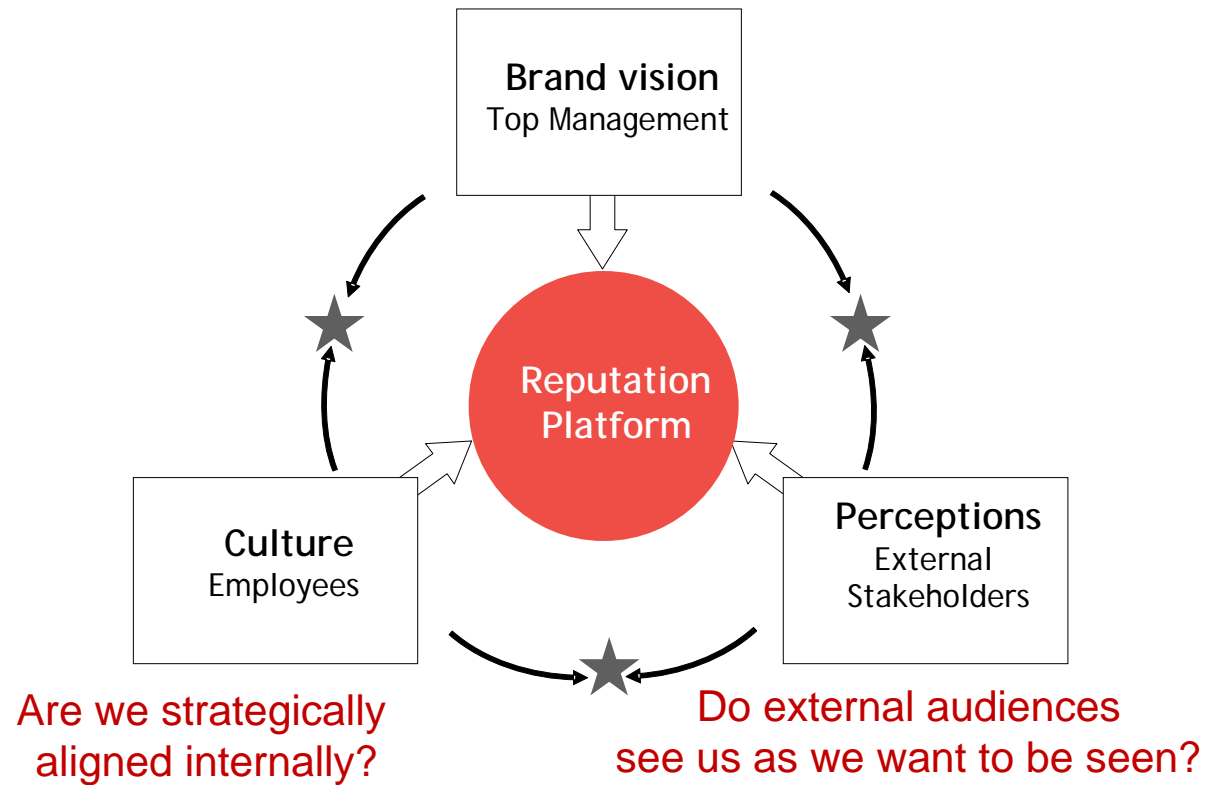 Brand vision
Top Management
Reputation
Platform
Culture
Employees
Perceptions
External
Stakeholders
Are we strategically
aligned internally?
Do external audiences
see us as we want to be seen?